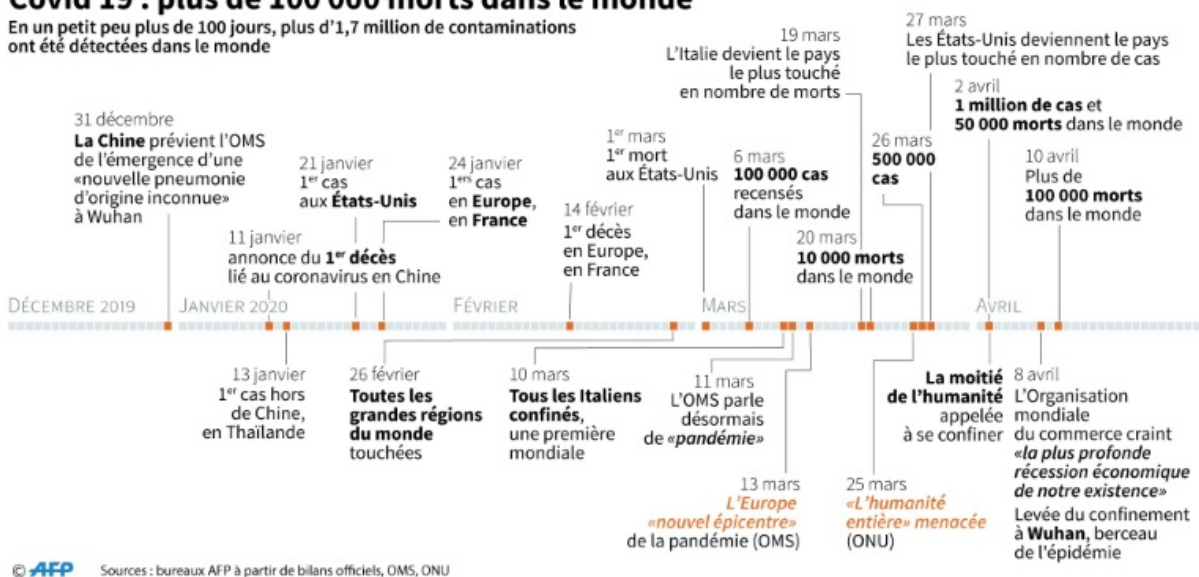 Covid 19 : plus de 100 000 morts dans le monde
En un petit peu plus de 100 jours, plus d'1,7 million de contaminations
ont été détectées dans le monde
31 décembre
La Chine prévient l'OMS
de l'émergence d'une
«nouvelle pneumonie
d'origine inconnue»
à Wuhan
11 janvier
annonce du 1er décès
lié au coronavirus en Chine
21 janvier
1er cas
aux États-Unis
24 janvier
1ers cas
en Europe,
en France
14 février
1er décès
en Europe,
en France
1er mars
1er mort
aux États-Unis
6 mars
100 000 cas
recensés
dans le monde
19 mars
L'Italie devient le pays
le plus touché
en nombre de morts
20 mars
10 000 morts
dans le monde
26 mars
500 000
cas
27 mars
Les États-Unis deviennent le pays
le plus touché en nombre de cas
2 avril
1 million de cas et
50 000 morts dans le monde
10 avril
Plus de
100 000 morts
dans le monde
DÉCEMBRE 2019
JANVIER 2020
FÉVRIER
MARS
AVRIL
13 janvier
1er cas hors
de Chine,
en Thaïlande
26 février
Toutes les
grandes régions
du monde
touchées
10 mars
Tous les Italiens
confinés,
une première
mondiale
11 mars
L'OMS parle
désormais
de «pandémie»
13 mars
L'Europe
«nouvel épicentre»
de la pandémie (OMS)
25 mars
«L'humanité
entière» menacée
(ONU)
La moitié
de l'humanité
appelée
à se confiner
8 avril
L'Organisation
mondiale
du commerce craint
«la plus profonde
récession économique
de notre existence»
Levée du confinement
à Wuhan, berceau
de l'épidémie
© AFP
Sources : bureaux AFP à partir de bilans officiels, OMS, ONU